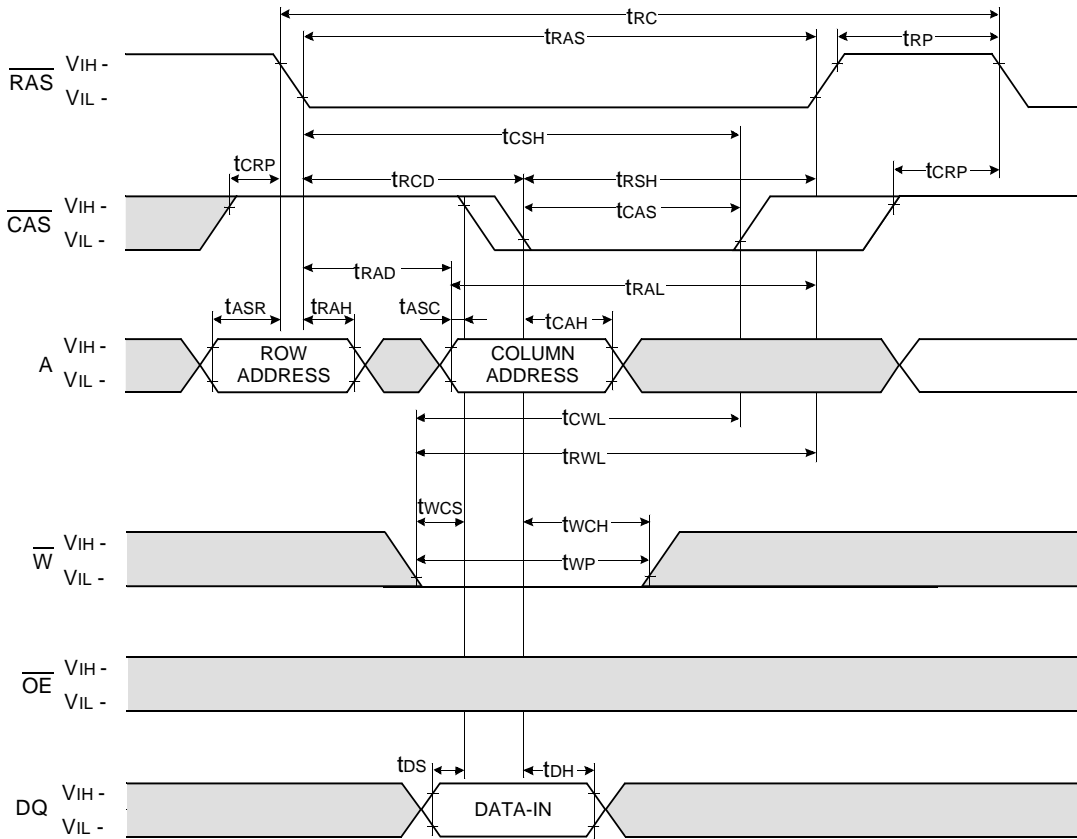 tRC
tRAS tRP
RAS VIH -
VIL -
tCSH
tCRP tRCD tRSH tCRP
CAS VIH - tCAS
VIL -
tRAD tRAL
tASR tRAH tASC tCAH
A VIH - ROW COLUMN
VIL - ADDRESS ADDRESS
tCWL
tRWL
tWCS tWCH
W VIH - tWP
VIL -
OE VIH -
VIL -
tDS tDH
DQ VIH - DATA-IN
VIL -